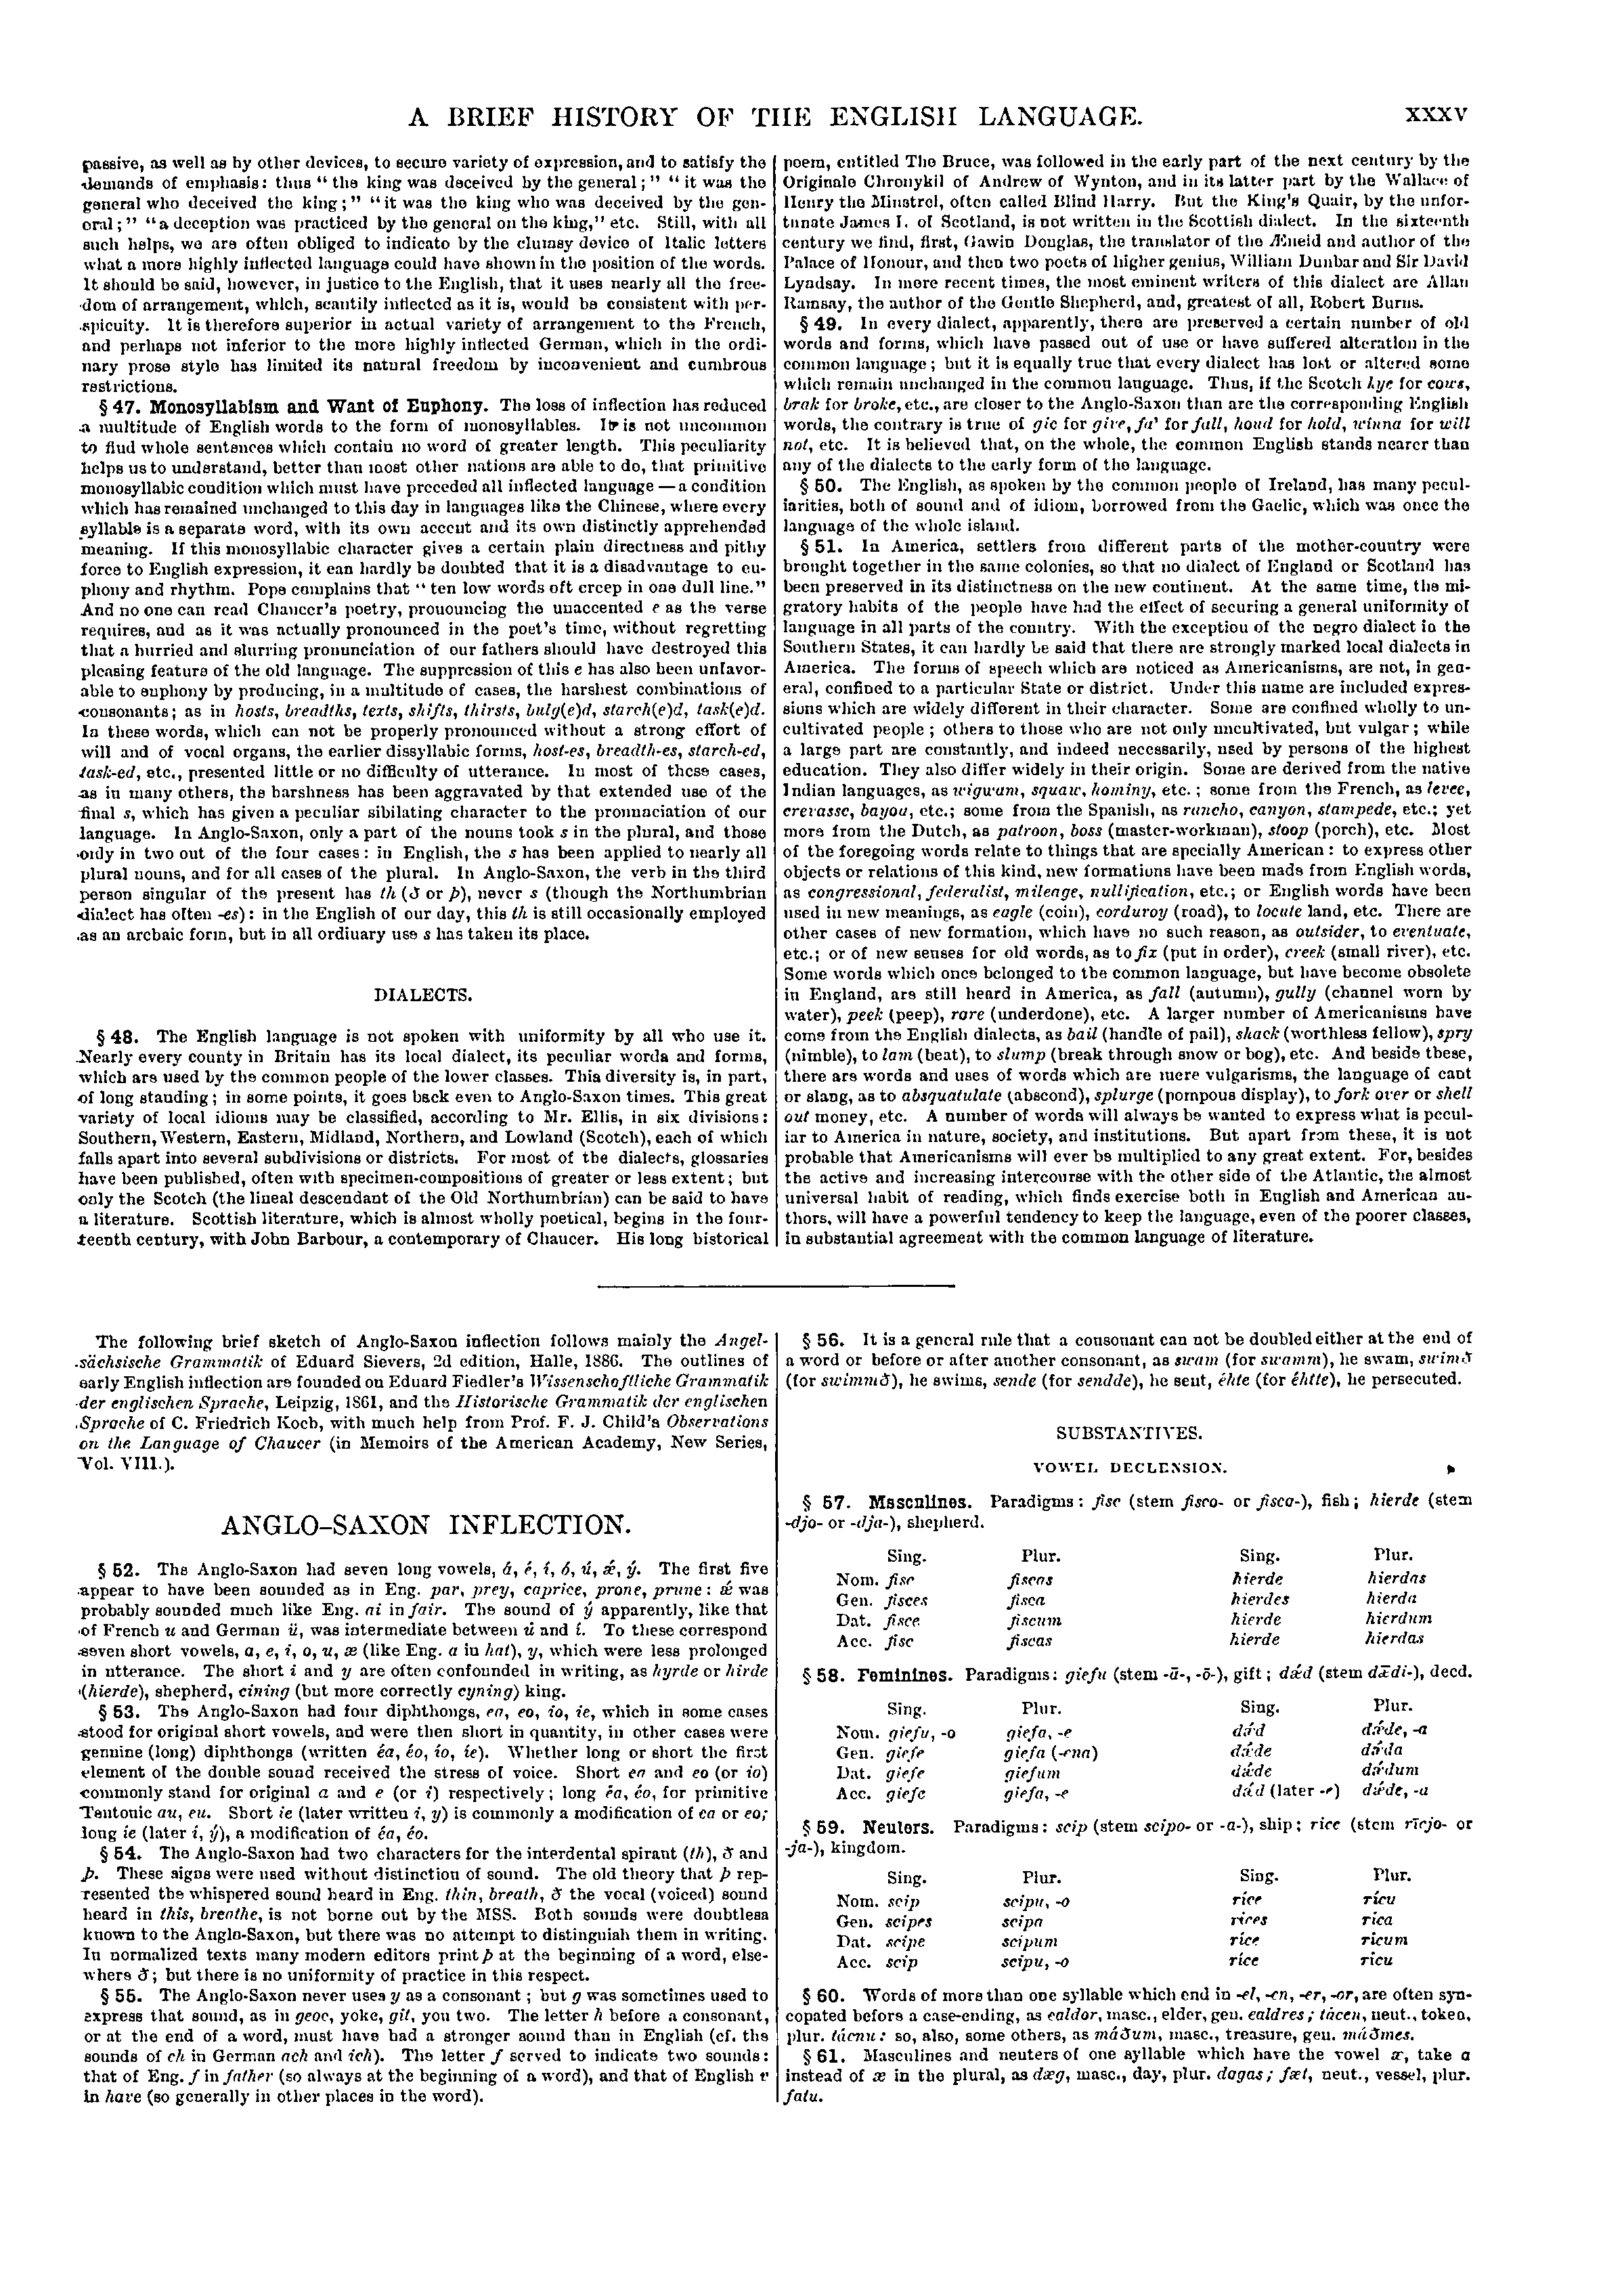 A BRIEF HISTORY OF THE ENGLISH LANGUAGE. XXXV
passive, as well as by other devices, to secure variety of expression, and to satisfy the
demands of emphasis: thus “ the king was deceived by the general ; ” “ it was the
general who deceived the king ; ” “ it was the king who was deceived by the gen-
eral ; ” “ a deception was practiced by the general on the king,” etc. Still, with all
such helps, we are often obliged to indicate by the clumsy device of Italic letters
what a more highly inflected language could have shown in the position of the words.
It should be said, however, in justice to the English, that it uses nearly all the free-
dom of arrangement, which, scantily inflected as it is, would be consistent with per-
spicuity. It is therefore superior in actual variety of arrangement to the French,
and perhaps not inferior to the more highly inflected German, which in the ordi-
nary prose style has limited its natural freedom by inconvenient and cumbrous
restrictions.
§ 47. Monosyllabism and Want of Euphony. The loss of inflection has reduced
a multitude of English words to the form of monosyllables. It is not uncommon
to find whole sentences which contain no word of greater length. This peculiarity
helps us to understand, better than most other nations are able to do, that primitive
monosyllabic condition which must have preceded all inflected language — a condition
which has remained unchanged to this day in languages like the Chinese, where every
syllable is a separate word, with its own accent and its own distinctly apprehended
meaning. If this monosyllabic character gives a certain plain directness and pithy
force to English expression, it can hardly be doubted that it is a disadvantage to eu-
phony and rhythm. Pope complains that “ ten low words oft creep in one dull line.”
And no one can read Chaucer’s poetry, pronouncing the unaccented e as the verse
requires, and as it was actually pronounced in the poet’s time, without regretting
that a hurried and slurring pronunciation of our fathers should have destroyed this
pleasing feature of the old language. The suppression of this e has also been unfavor-
able to euphony by producing, in a multitude of cases, the harshest combinations of
consonants ; as in hosts, breadths, texts, shifts, thirsts, bulg(e)d, starch(e)d, task(e)d.
In these words, which can not be properly pronounced without a strong effort of
will and of vocal organs, the earlier dissyllabic forms, host-es, breadth-es, starch-ed,
task-ed, etc., presented little or no difficulty of utterance. In most of these cases,
as in many others, the harshness has been aggravated by that extended use of the
final s, which has given a peculiar sibilating character to the pronunciation of our
language. In Anglo-Saxon, only a part of the nouns took s in the plural, and those
only in two out of the four cases : in English, the s has been applied to nearly all
plural nouns, and for all cases of the plural. In Anglo-Saxon, the verb in the third
person singular of the present has th (ð or þ), never s (though the Northumbrian
dialect has often -es) : in the English of our day, this th is still occasionally employed
as an archaic form, but in all ordinary use s has taken its place.
DIALECTS.
§ 48. The English language is not spoken with uniformity by all who use it.
Nearly every county in Britain has its local dialect, its peculiar words and forms,
which are used by the common people of the lower classes. This diversity is, in part,
of long standing ; in some points, it goes back even to Anglo-Saxon times. This great
variety of local idioms may be classified, according to Mr. Ellis, in six divisions :
Southern, Western, Eastern, Midland, Northern, and Lowland (Scotch), each of which
falls apart into several subdivisions or districts. For most of the dialects, glossaries
have been published, often with specimen-compositions of greater or less extent ; but
only the Scotch (the lineal descendant of the Old Northumbrian) can be said to have
a literature. Scottish literature, which is almost wholly poetical, begins in the four-
teenth century, with John Barbour, a contemporary of Chaucer. His long historical
poem, entitled The Bruce, was followed in the early part of the next century by the
Originale Chronykil of Andrew of Wynton, and in its latter part by the Wallace of
Henry the Minstrel, often called Blind Harry. But the King’s Quair, by the unfor-
tunate James I. of Scotland, is not written in the Scottish dialect. In the sixteenth
century we find, first, Gawin Douglas, the translator of the Æneid and author of the
Palace of Honour, and then two poets of higher genius, William Dunbar and Sir David
Lyndsay. In more recent times, the most eminent writers of this dialect are Allan
Ramsay, the author of the Gentle Shepherd, and, greatest of all, Robert Burns.
§ 49. In every dialect, apparently, there are preserved a certain number of old
words and forms, which have passed out of use or have suffered alteration in the
common language ; but it is equally true that every dialect has lost or altered some
which remain unchanged in the common language. Thus, if the Scotch kye for cows,
brak for broke, etc., are closer to the Anglo-Saxon than are the corresponding English
words, the contrary is true of gie for give, fa’ for fall, houd for hold, winna for will
not, etc. It is believed that, on the whole, the common English stands nearer than
any of the dialects to the early form of the language.
§ 50. The English, as spoken by the common people of Ireland, has many pecul-
iarities, both of sound and of idiom, borrowed from the Gaelic, which was once the
language of the whole island.
§ 51. In America, settlers from different parts of the mother-country were
brought together in the same colonies, so that no dialect of England or Scotland has
been preserved in its distinctness on the new continent. At the same time, the mi-
gratory habits of the people have had the effect of securing a general uniformity of
language in all parts of the country. With the exception of the negro dialect in the
Southern States, it can hardly be said that there are strongly marked local dialects in
America. The forms of speech which are noticed as Americanisms, are not, in gen-
eral, confined to a particular State or district. Under this name are included expres-
sions which are widely different in their character. Some are confined wholly to un-
cultivated people ; others to those who are not only uncultivated, but vulgar ; while
a large part are constantly, and indeed necessarily, used by persons of the highest
education. They also differ widely in their origin. Some are derived from the native
Indian languages, as wigwam, squaw, hominy, etc. ; some from the French, as levee,
crevasse, bayou, etc.; some from the Spanish, as rancho, canyon, stampede, etc.; yet
more from the Dutch, as patroon, boss (master-workman), stoop (porch), etc. Most
of the foregoing words relate to things that are specially American : to express other
objects or relations of this kind, new formations have been made from English words,
as congressional, federalist, mileage, nullification, etc.; or English words have been
used in new meanings, as eagle (coin), corduroy (road), to locate land, etc. There are
other cases of new formation, which have no such reason, as outsider, to eventuate,
etc.; or of new senses for old words, as to fix (put in order), creek (small river), etc.
Some words which once belonged to the common language, but have become obsolete
in England, are still heard in America, as fall (autumn), gully (channel worn by
water), peek (peep), rare (underdone), etc. A larger number of Americanisms have
come from the English dialects, as bail (handle of pail), shack (worthless fellow), spry
(nimble), to lam (beat), to slump (break through snow or bog), etc. And beside these,
there are words and uses of words which are mere vulgarisms, the language of cant
or slang, as to absquatulate (abscond), splurge (pompous display), to fork over or shell
out money, etc. A number of words will always be wanted to express what is pecul-
iar to America in nature, society, and institutions. But apart from these, it is not
probable that Americanisms will ever be multiplied to any great extent. For, besides
the active and increasing intercourse with the other side of the Atlantic, the almost
universal habit of reading, which finds exercise both in English and American au-
thors, will have a powerful tendency to keep the language, even of the poorer classes,
in substantial agreement with the common language of literature.
The following brief sketch of Anglo-Saxon inflection follows mainly the Angel-
sächsische Grammatik of Eduard Sievers, 2d edition, Halle, 1886. The outlines of
early English inflection are founded on Eduard Fiedler’s Wissenschaftliche Grammatik
der englischen Sprache, Leipzig, 1861, and the Historische Grammatik der englischen
Sprache of C. Friedrich Koch, with much help from Prof. F. J. Child’s Observations
on the Language of Chaucer (in Memoirs of the American Academy, New Series,
Vol. VIII.).
ANGLO-SAXON INFLECTION.
§ 52. The Anglo-Saxon had seven long vowels, á, é, í, ó, ú, ǽ, ý. The first five
appear to have been sounded as in Eng. par, prey, caprice, prone, prune : ǽ was
probably sounded much like Eng. ai in fair. The sound of ý apparently, like that
of French u and German ü, was intermediate between ú and í. To these correspond
seven short vowels, a, e, i, o, u, æ (like Eng. a in hat), y, which were less prolonged
in utterance. The short i and y are often confounded in writing, as hyrde or hirde
(hierde), shepherd, cining (but more correctly cyning) king.
§ 53. The Anglo-Saxon had four diphthongs, ea, eo, io, ie, which in some cases
stood for original short vowels, and were then short in quantity, in other cases were
genuine (long) diphthongs (written éa, éo, ío, íe). Whether long or short the first
element of the double sound received the stress of voice. Short ea and eo (or io)
commonly stand for original a and e (or i) respectively ; long éa, éo, for primitive
Teutonic au, eu. Short ie (later written i, y) is commonly a modification of ea or eo;
long íe (later í, ý), a modification of éa, éo.
§ 54. The Anglo-Saxon had two characters for the interdental spirant (th), ð and
þ. These signs were used without distinction of sound. The old theory that þ rep-
resented the whispered sound heard in Eng. thin, breath, ð the vocal (voiced) sound
heard in this, breathe, is not borne out by the MSS. Both sounds were doubtless
known to the Anglo-Saxon, but there was no attempt to distinguish them in writing.
In normalized texts many modern editors print þ at the beginning of a word, else-
where ð ; but there is no uniformity of practice in this respect.
§ 55. The Anglo-Saxon never uses y as a consonant ; but g was sometimes used to
express that sound, as in geoc, yoke, git, you two. The letter h before a consonant,
or at the end of a word, must have had a stronger sound than in English (cf. the
sounds of ch in German ach and ich). The letter f served to indicate two sounds :
that of Eng. f in father (so always at the beginning of a word), and that of English v
in have (so generally in other places in the word).
§ 56. It is a general rule that a consonant can not be doubled either at the end of
a word or before or after another consonant, as swam (for swamm), he swam, swimð
(for swimmð), he swims, sende (for sendde), he sent, éhte (for éhtte), he persecuted.
SUBSTANTIVES.
VOWEL DECLENSION.
§ 57. Masculines. Paradigms : fisc (stem fisco- or fisca-), fish ; hierde (stem
-djo- or -dja-), shepherd.
Sing. Plur. Sing. Plur.
Nom. fisc fiscas hierde hierdas
Gen. fisces fisca hierdes hierda
Dat. fisce fiscum hierde hierdum
Acc. fisc fiscas hierde hierdas
§ 58. Feminines. Paradigms : giefu (stem -ā-, -ō-), gift ; dǽd (stem dǣdi-), deed.
Sing. Plur. Sing. Plur.
Nom. giefu, -o giefa, -e dǽd dǽde, -a
Gen. giefe giefa (-ena) dǽde dǽda
Dat. giefe giefum dǽde dǽdum
Acc. giefe giefa, -e dǽd (later -e) dǽde, -a
§ 59. Neuters. Paradigms : scip (stem scipo- or -a-), ship ; rice (stem rīcjo- or
-ja-), kingdom.
Sing. Plur. Sing. Plur.
Nom. scip scipu, -o ríce rícu
Gen. scipes scipa ríces ríca
Dat. scipe scipum ríce rícum
Acc. scip scipu, -o ríce rícu
§ 60. Words of more than one syllable which end in -el, -en, -er, -or, are often syn-
copated before a case-ending, as ealdor, masc., elder, gen. ealdres ; tácen, neut., token,
plur. tácnu : so, also, some others, as máðum, masc., treasure, gen. máðmes.
§ 61. Masculines and neuters of one syllable which have the vowel æ, take a
instead of æ in the plural, as dæg, masc., day, plur. dagas ; fæt, neut., vessel, plur.
fatu.